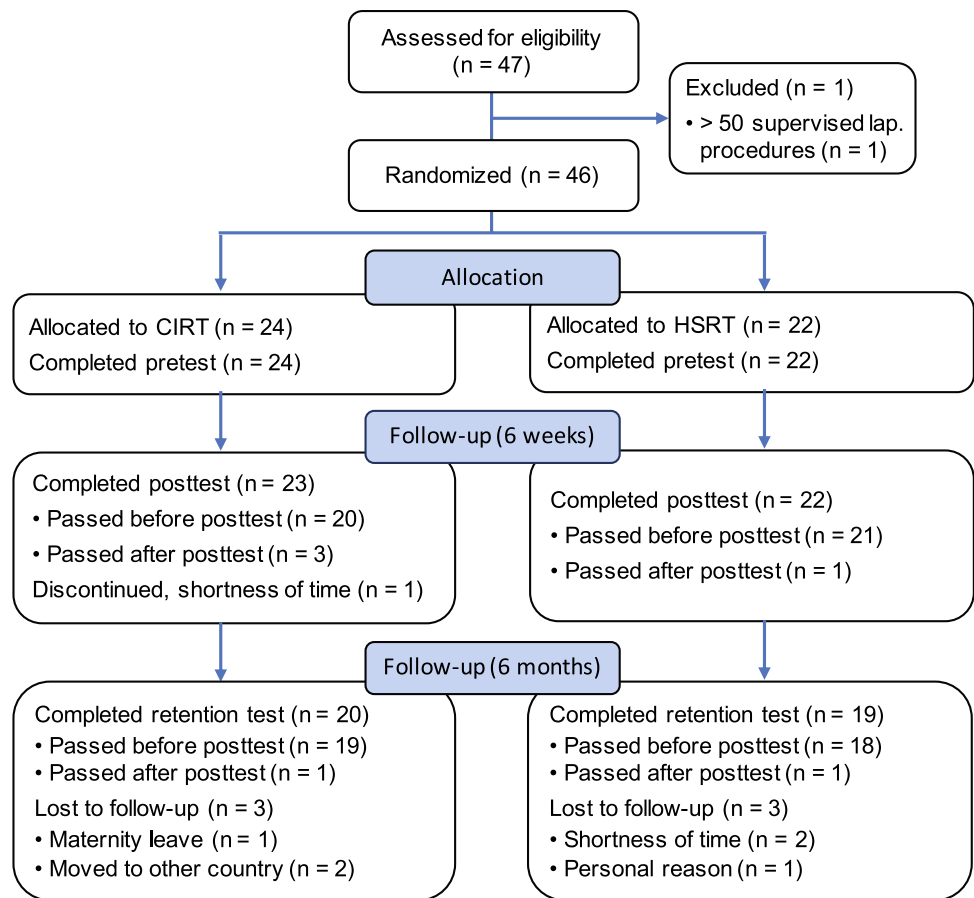 Assessed for eligibility
(n = 47)
Excluded (n = 1)
• > 50 supervised lap.
procedures (n = 1)
Randomized (n = 46)
Allocation
Allocated to CIRT (n = 24)
Completed pretest (n = 24)
Allocated to HSRT (n = 22)
Completed pretest (n = 22)
Follow-up (6 weeks)
Completed posttest (n = 23)
• Passed before posttest (n = 20)
• Passed after posttest (n = 3)
Discontinued, shortness of time (n = 1)
Completed posttest (n = 22)
• Passed before posttest (n = 21)
• Passed after posttest (n = 1)
Follow-up (6 months)
Completed retention test (n = 20)
• Passed before posttest (n = 19)
• Passed after posttest (n = 1)
Lost to follow-up (n = 3)
• Maternity leave (n = 1)
• Moved to other country (n = 2)
Completed retention test (n = 19)
• Passed before posttest (n = 18)
• Passed after posttest (n = 1)
Lost to follow-up (n = 3)
• Shortness of time (n = 2)
• Personal reason (n = 1)